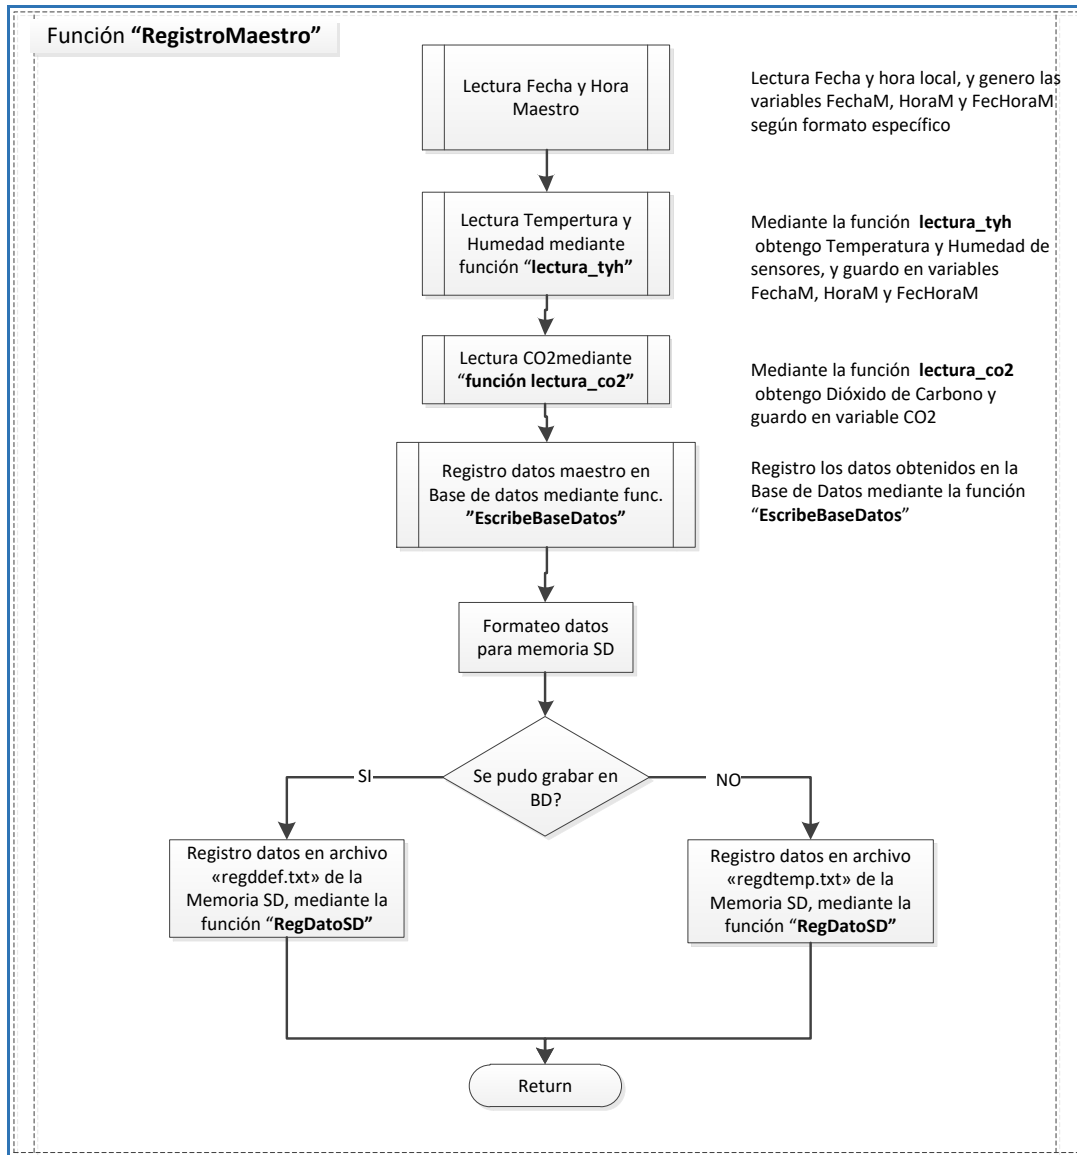 Función “RegistroMaestro”
Lectura Fecha y Hora
Maestro
Lectura Fecha y hora local, y genero las
variables FechaM, HoraM y FecHoraM
según formato específico
Lectura Tempertura y
Humedad mediante
función “lectura_tyh”
Mediante la función lectura_tyh
obtengo Temperatura y Humedad de
sensores, y guardo en variables
FechaM, HoraM y FecHoraM
Lectura CO2mediante
“función lectura_co2”
Mediante la función lectura_co2
obtengo Dióxido de Carbono y
guardo en variable CO2
Registro datos maestro en
Base de datos mediante func.
”EscribeBaseDatos”
Registro los datos obtenidos en la
Base de Datos mediante la función
“EscribeBaseDatos”
Formateo datos
para memoria SD
Se pudo grabar en
BD?
SI
NO
Registro datos en archivo
«regddef.txt» de la
Memoria SD, mediante la
función “RegDatoSD”
Registro datos en archivo
«regdtemp.txt» de la
Memoria SD, mediante la
función “RegDatoSD”
Return